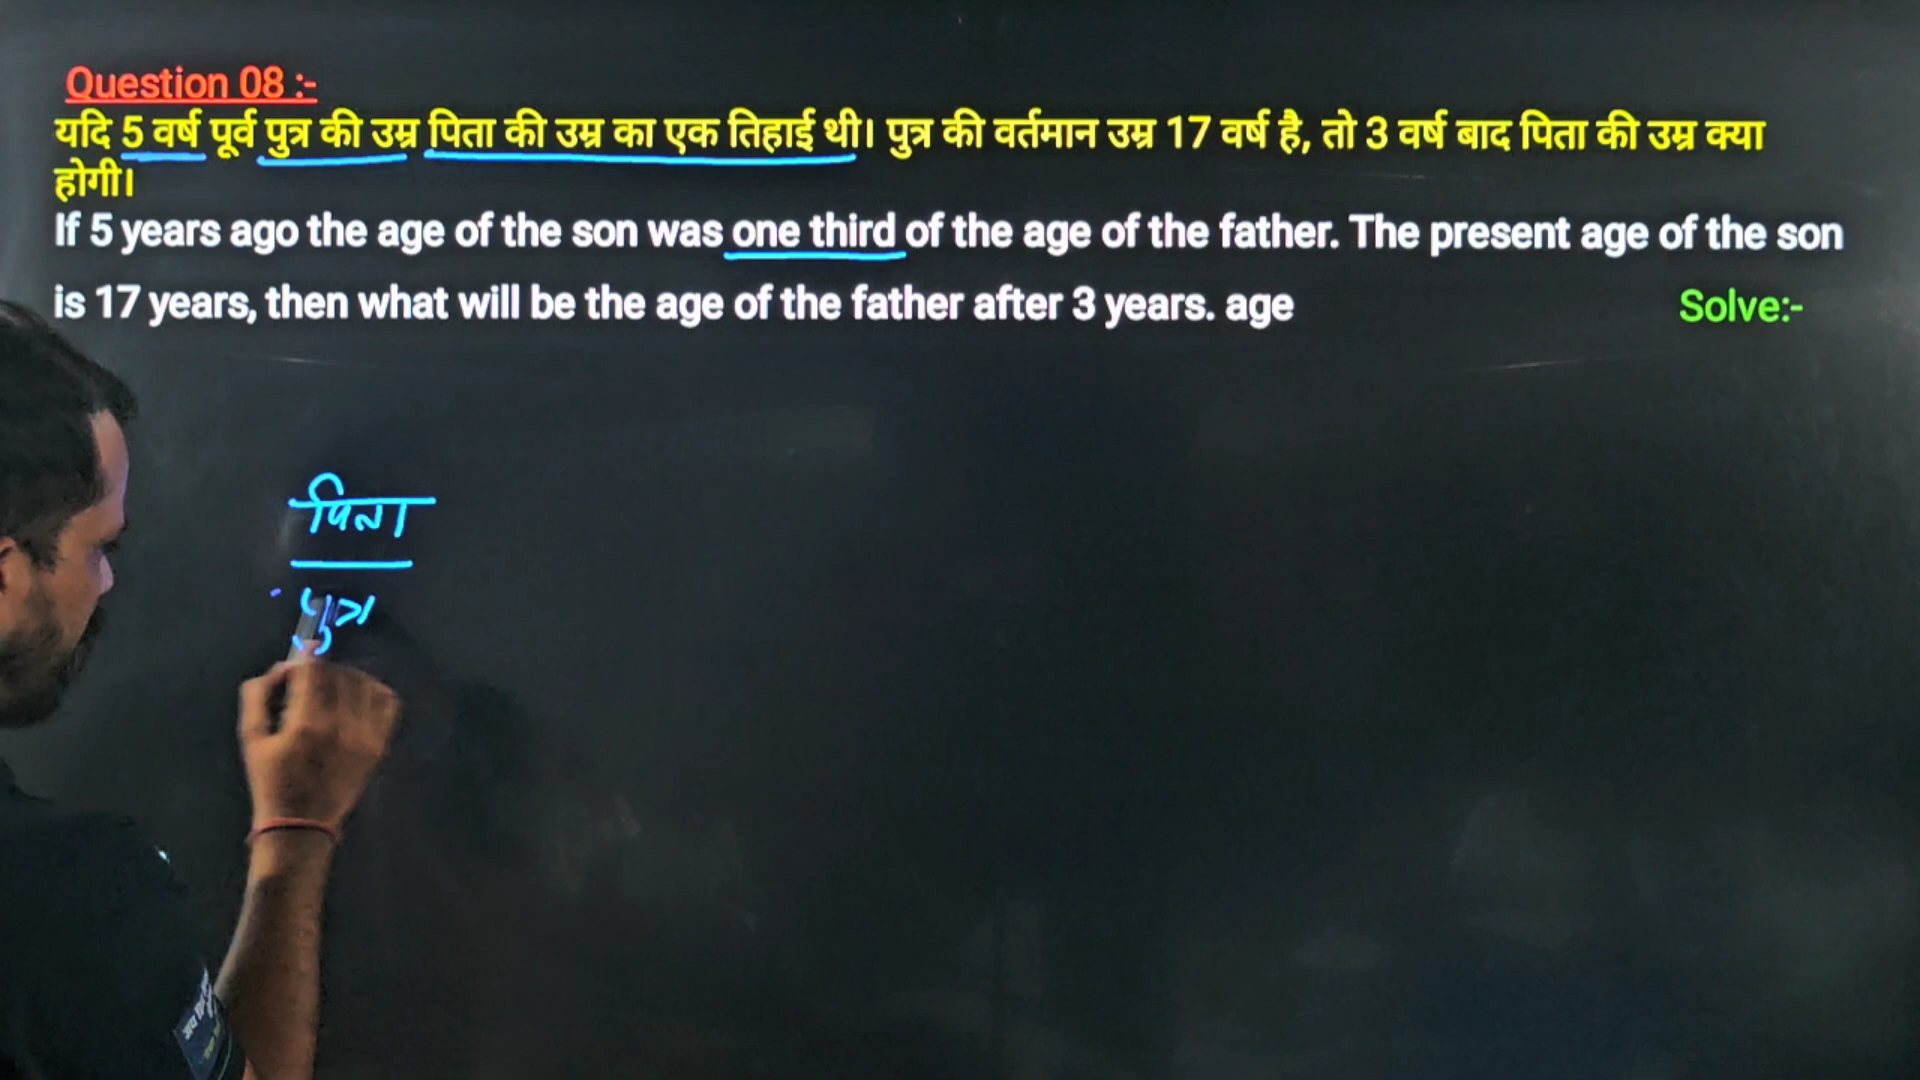 Question 08 :-
यदि 5 वर्ष पूर्व पुत्र की उम्र पिता की उम्र का एक तिहाई थी। पुत्र की वर्तमान उम्र 17 वर्ष है, तो 3 वर्ष बाद पिता की उम्र क्या
होगी।
If 5 years ago the age of the son was one third of the age of the father. The present age of the son
is 17 years, then what will be the age of the father after 3 years. age
Solve:-
पिता
पुत्र